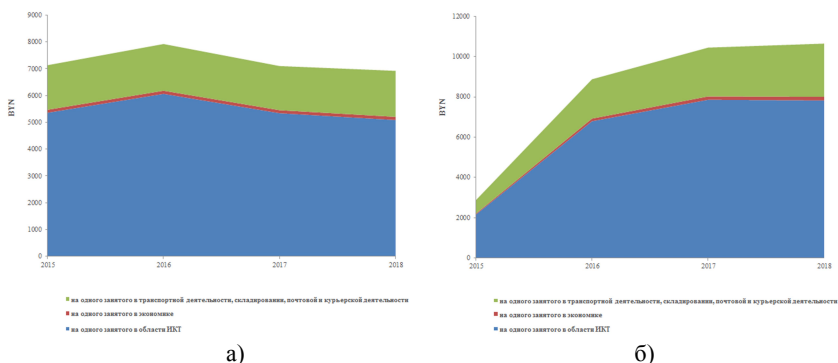 9000
8000
7000
6000
5000
4000
3000
2000
1000
0
BYN
2015 2016 2017 2018
на одного занятого в транспортной деятельности, складировании, почтовой и курьерской деятельности
на одного занятого в экономике
на одного занятого в области ИКТ
а)
12000
10000
8000
6000
4000
2000
0
BYN
2015 2016 2017 2018
на одного занятого в транспортной деятельности, складировании, почтовой и курьерской деятельности
на одного занятого в экономике
на одного занятого в области ИКТ
б)